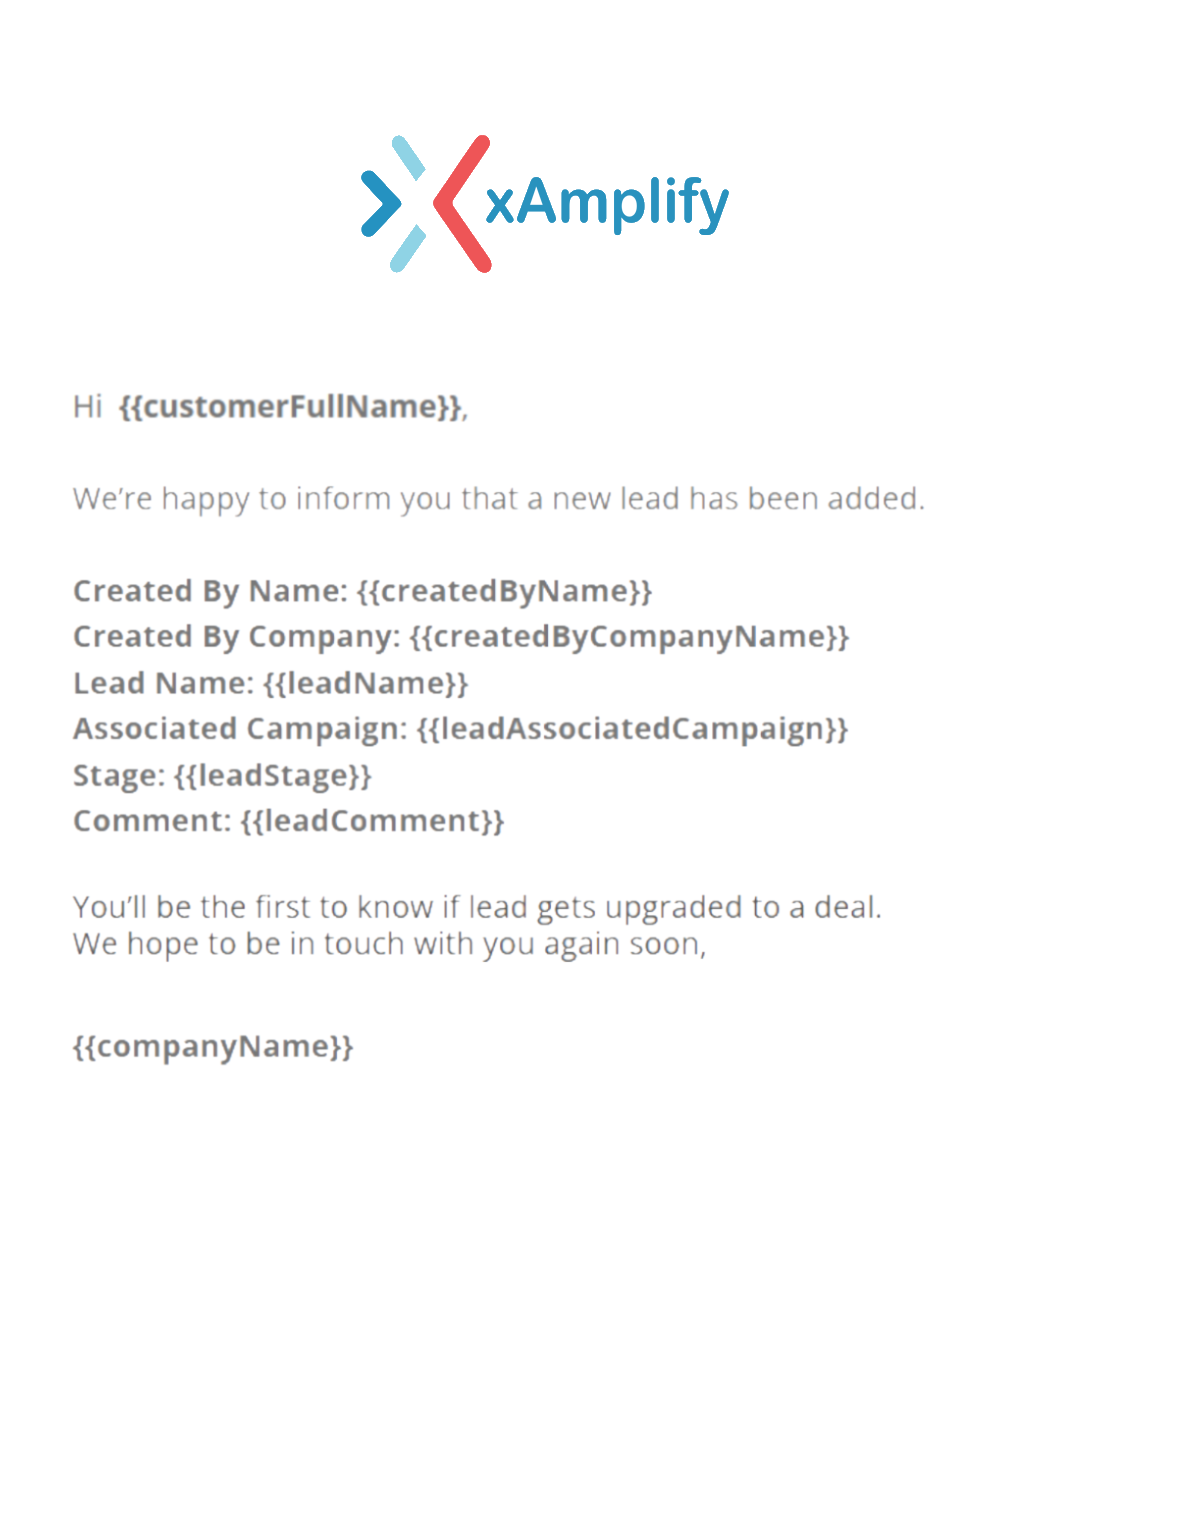 xAmplify
Hi {{customerFullName}},
We’re happy to inform you that a new lead has been added.
Created By Name: {{createdByName}}
Created By Company: {{createdByCompanyName}}
Lead Name: {{leadName}}
Associated Campaign: {{leadAssociatedCampaign}}
Stage: {{leadStage}}
Comment: {{leadComment}}
You’ll be the first to know if lead gets upgraded to a deal.
We hope to be in touch with you again soon,
{{companyName}}